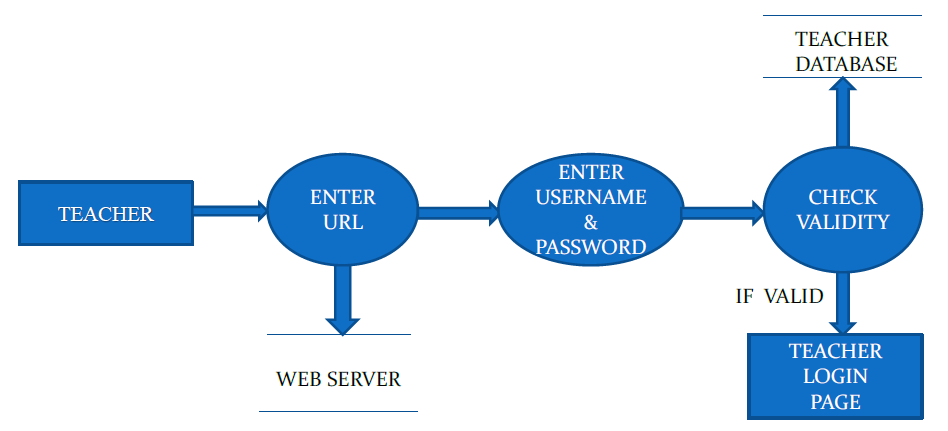 TEACHER
DATABASE
TEACHER
ENTER
URL
ENTER
USERNAME
&
PASSWORD
CHECK
VALIDITY
IF VALID
WEB SERVER
TEACHER
LOGIN
PAGE